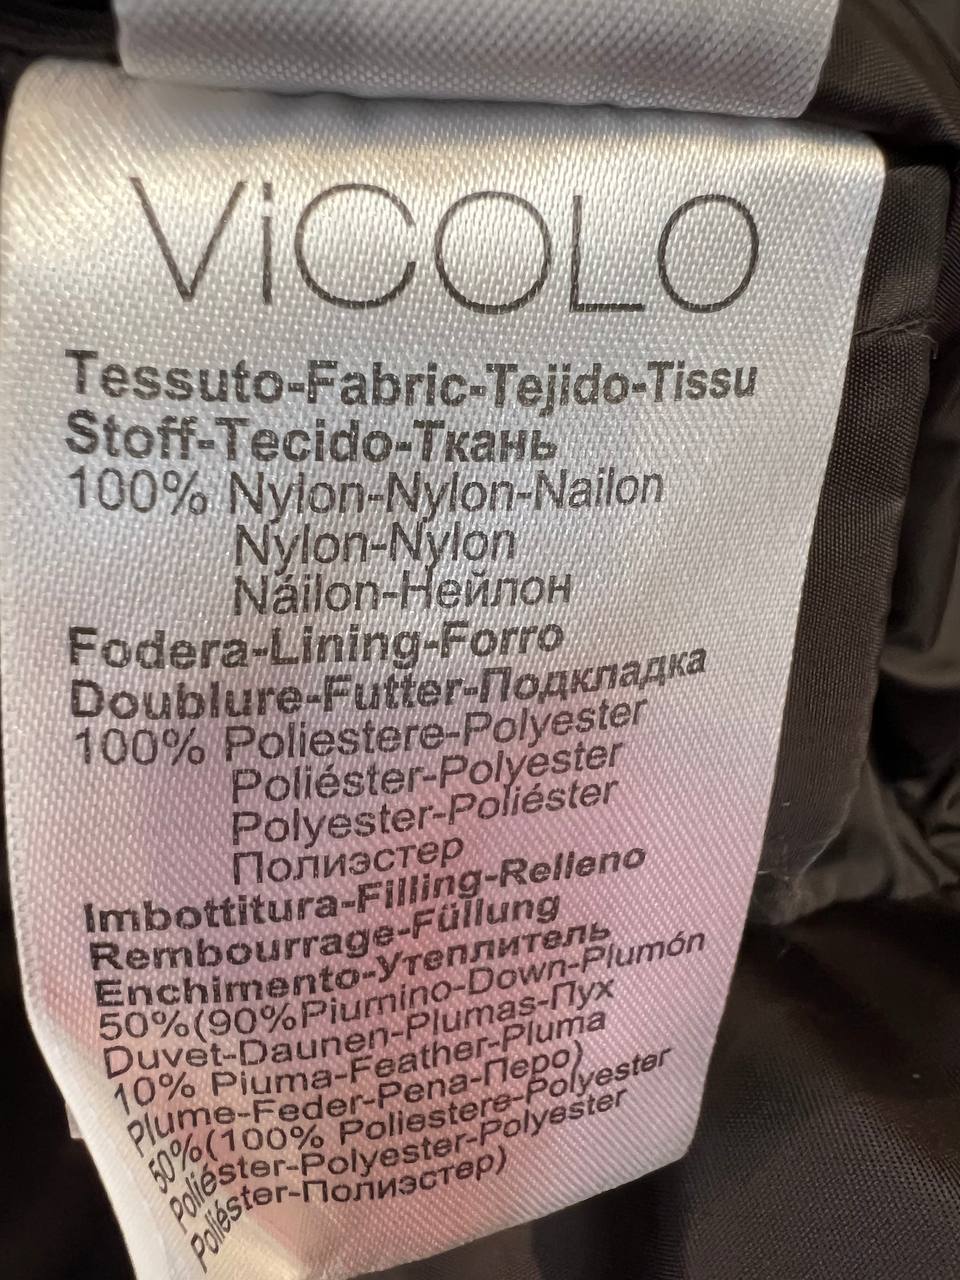 ViCOLO
Tessuto-Fabric-Tejido-Tissu
Stoff-Tecido-Ткань
100% Nylon-Nylon-Nailon
Nylon-Nylon
Náilon-Нейлон
Fodera-Lining-Forro
Doublure-Futter-Подкладка
100% Poliestere-Polyester
Poliéster-Polyester
Polyester-Poliéster
Полиэстер
Imbottitura-Filling-Relleno
Rembourrage-Füllung
Enchimento-Утеплитель
50%(90%Piumino-Down-Plumón
Duvet-Daunen-Plumas-Пух
10% Piuma-Feather-Pluma
Plume-Feder-Pena-Перо)
50%(100% Poliestere-Polyester
Poliéster-Polyester-Polyester
Poliéster-Полиэстер)